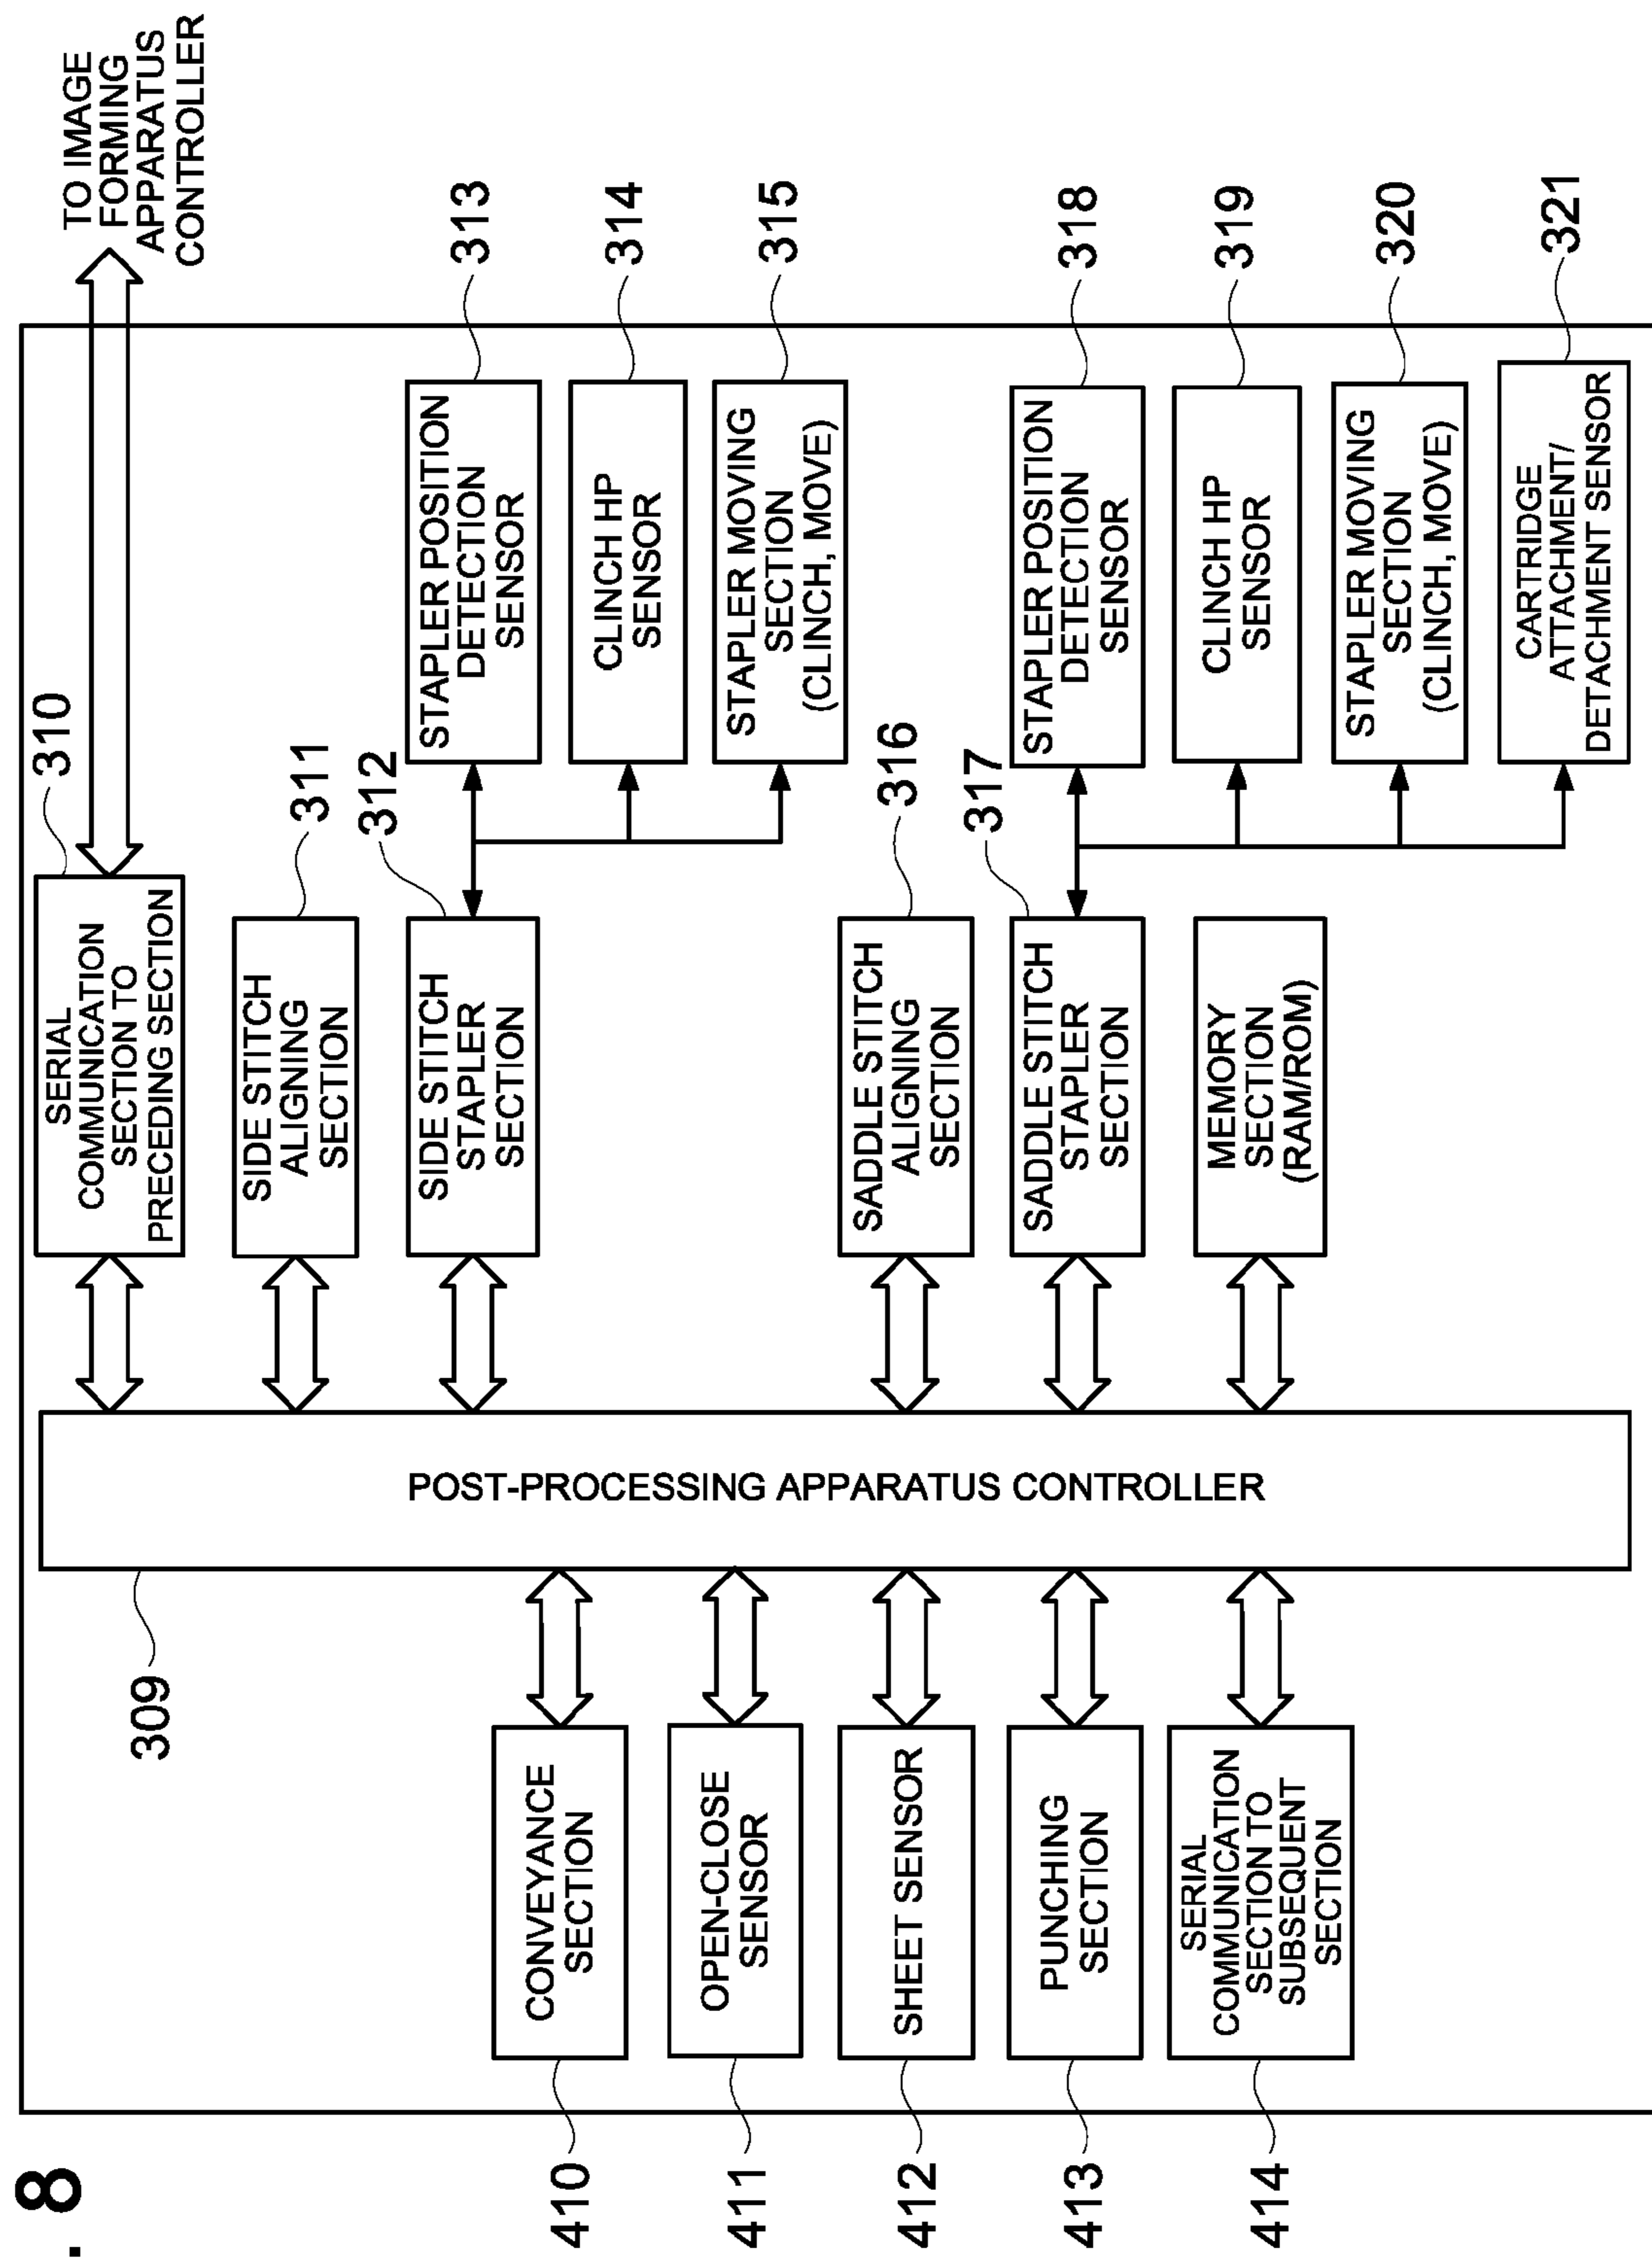 . 8
TO IMAGE
FORMING
APPARATUS
CONTROLLER
309
POST-PROCESSING APPARATUS CONTROLLER
410
CONVEYANCE
SECTION
411
OPEN-CLOSE
SENSOR
412
SHEET SENSOR
413
PUNCHING
SECTION
414
SERIAL
COMMUNICATION
SECTION TO
SUBSEQUENT
SECTION
310
SERIAL
COMMUNICATION
SECTION TO
PRECEDING SECTION
311
SIDE STITCH
ALIGNING
SECTION
312
SIDE STITCH
STAPLER
SECTION
313
STAPLER POSITION
DETECTION
SENSOR
314
CLINCH HP
SENSOR
315
STAPLER MOVING
SECTION
(CLINCH, MOVE)
316
SADDLE STITCH
ALIGNING
SECTION
317
SADDLE STITCH
STAPLER
SECTION
318
STAPLER POSITION
DETECTION
SENSOR
319
CLINCH HP
SENSOR
320
STAPLER MOVING
SECTION
(CLINCH, MOVE)
321
CARTRIDGE
ATTACHMENT/
DETACHMENT SENSOR
MEMORY
SECTION
(RAM/ROM)